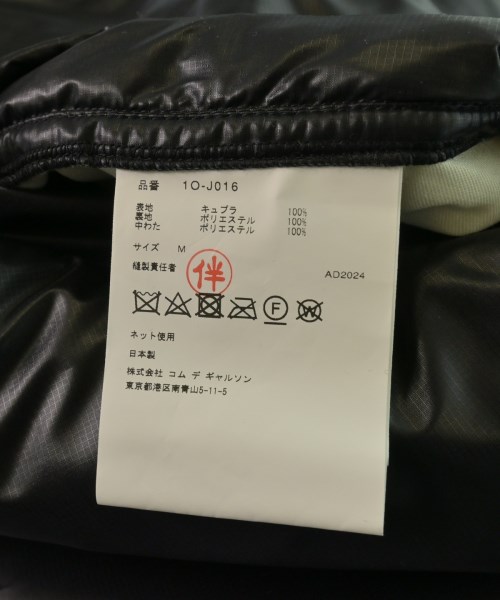 品番 1O-J016
表地 キュプラ 100%
裏地 ポリエステル 100%
中わた ポリエステル 100%
サイズ M
縫製責任者 伴 AD2024
F W
ネット使用
日本製
株式会社 コム デ ギャルソン
東京都港区南青山5-11-5